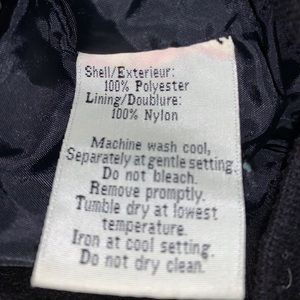 Shell/Exterieur:
100% Polyester
Lining/Doublure:
100% Nylon
Machine wash cool,
Separately at gentle setting.
Do not bleach.
Remove promptly.
Tumble dry at lowest
temperature.
Iron at cool setting.
Do not dry clean.